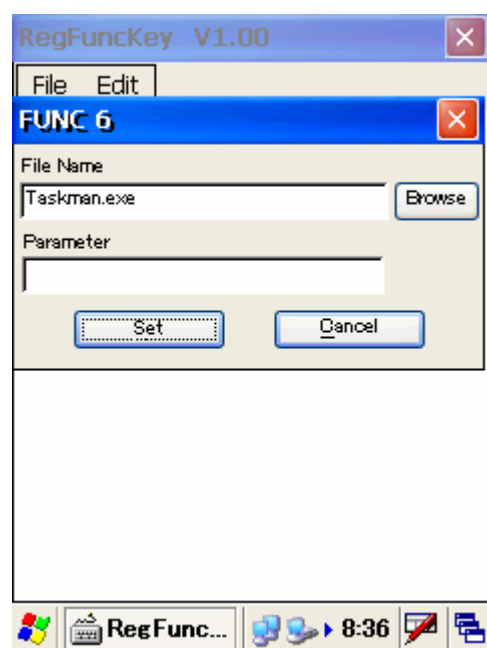 RegFuncKey V1.00
File Edit
FUNC 6
File Name
Taskman.exe
Browse
Parameter
Set
Cancel
RegFunc...
8:36